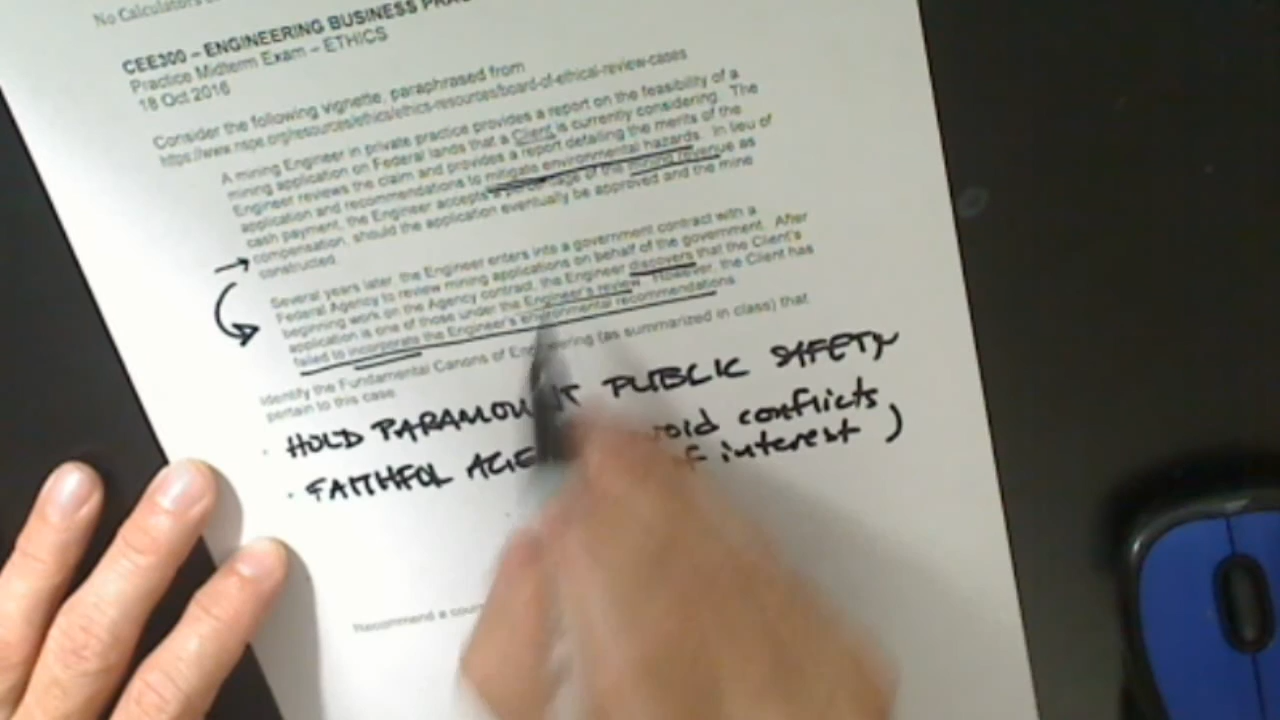 No Calculators
CEE300 – ENGINEERING BUSINESS PRAC
Practice Midterm Exam – ETHICS
18 Oct 2016
Consider the following vignette, paraphrased from
https://www.nspe.org/resources/ethics/ethics-resources/board-of-ethical-review-cases
A mining Engineer in private practice provides a report on the feasibility of a
mining application on Federal lands that a Client is currently considering. The
Engineer reviews the claim and provides a report detailing the merits of the
application and recommendations to mitigate environmental hazards. In lieu of
cash payment, the Engineer accepts a percentage of the revenue as
compensation, should the application eventually be approved and the mine
constructed.
Several years later, the Engineer enters into a government contract with a
Federal Agency to review mining applications on behalf of the government. After
beginning work on the Agency contract, the Engineer discovers that the Client's
application is one of those under the Engineer's review. However, the Client has
failed to incorporate the Engineer's environmental recommendations
Identify the Fundamental Canons of Engineering (as summarized in class) that
pertain to this case.
· HOLD PARAMOUNT PUBLIC SAFETY
· FAITHFUL AGE void conflicts
f interest)
Recommend a cour